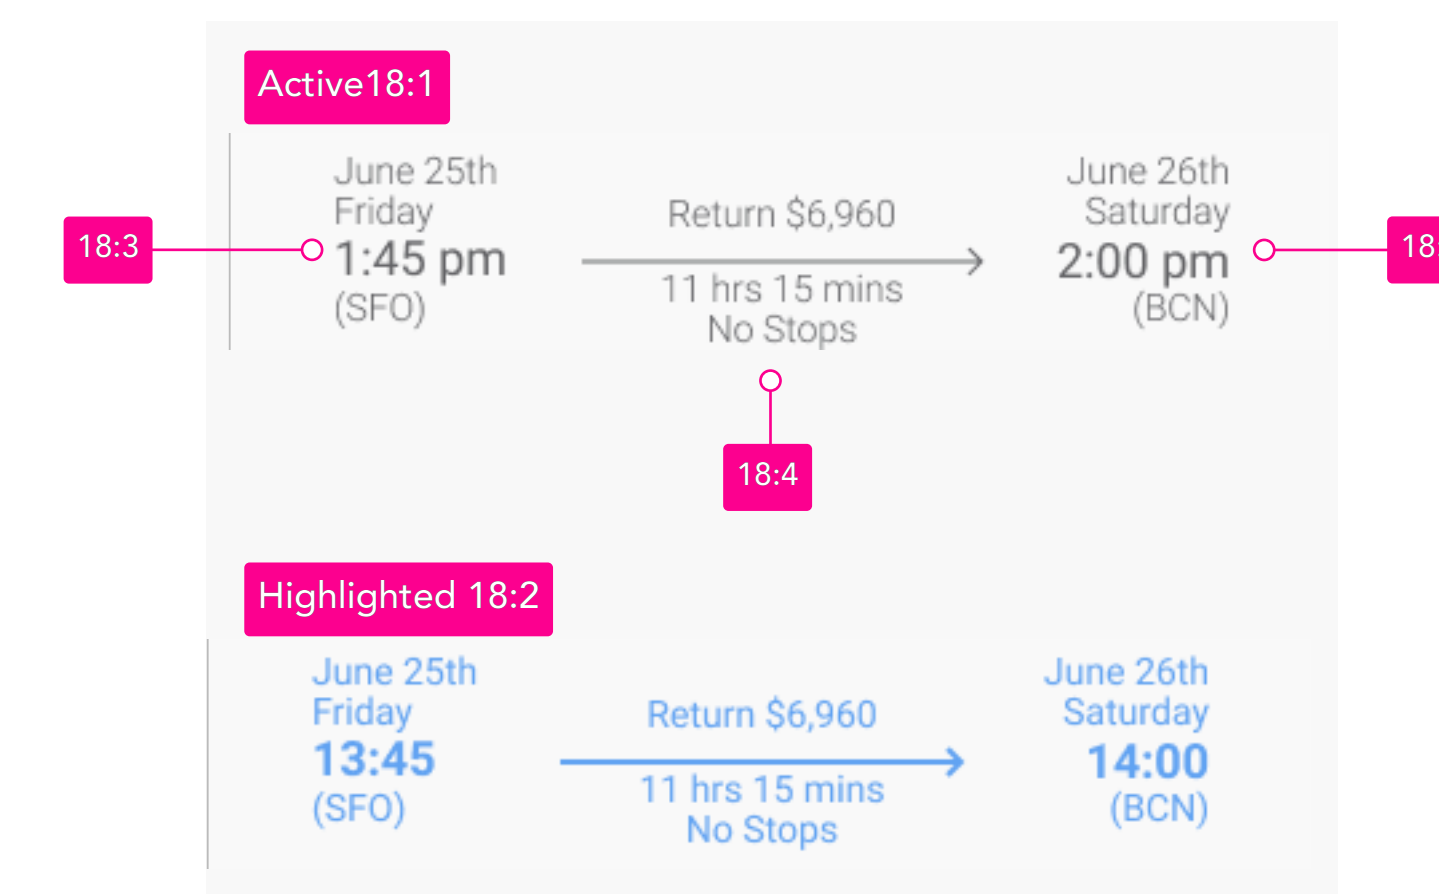 Active18:1
June 25th
Friday
1:45 pm
(SFO)
Return $6,960
11 hrs 15 mins
No Stops
June 26th
Saturday
2:00 pm
(BCN)
18:3
18:4
Highlighted 18:2
June 25th
Friday
13:45
(SFO)
Return $6,960
11 hrs 15 mins
No Stops
June 26th
Saturday
14:00
(BCN)